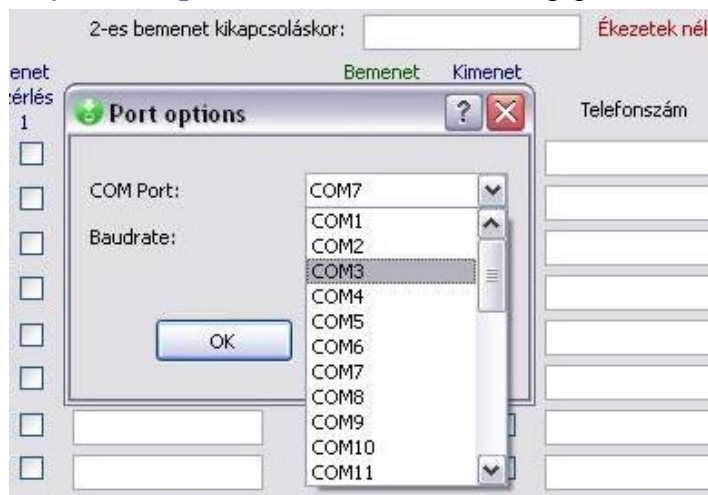 2-es bemenet kikapcsoláskor:
Ékezetek nél
enet
Bemenet
Kimenet
érlés
1
Telefonszám
Port options
COM Port:
COM7
Baudrate:
COM1
COM2
COM3
COM4
COM5
COM6
COM7
COM8
COM9
COM10
COM11
OK